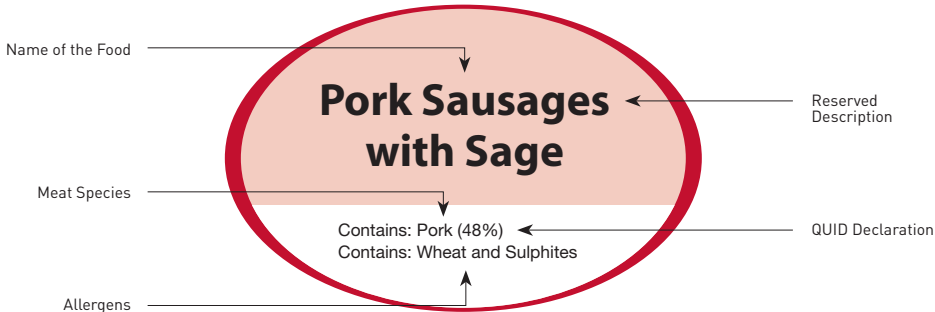 Name of the Food
Pork Sausages
with Sage
Reserved
Description
Meat Species
Contains: Pork (48%)
QUID Declaration
Contains: Wheat and Sulphites
Allergens